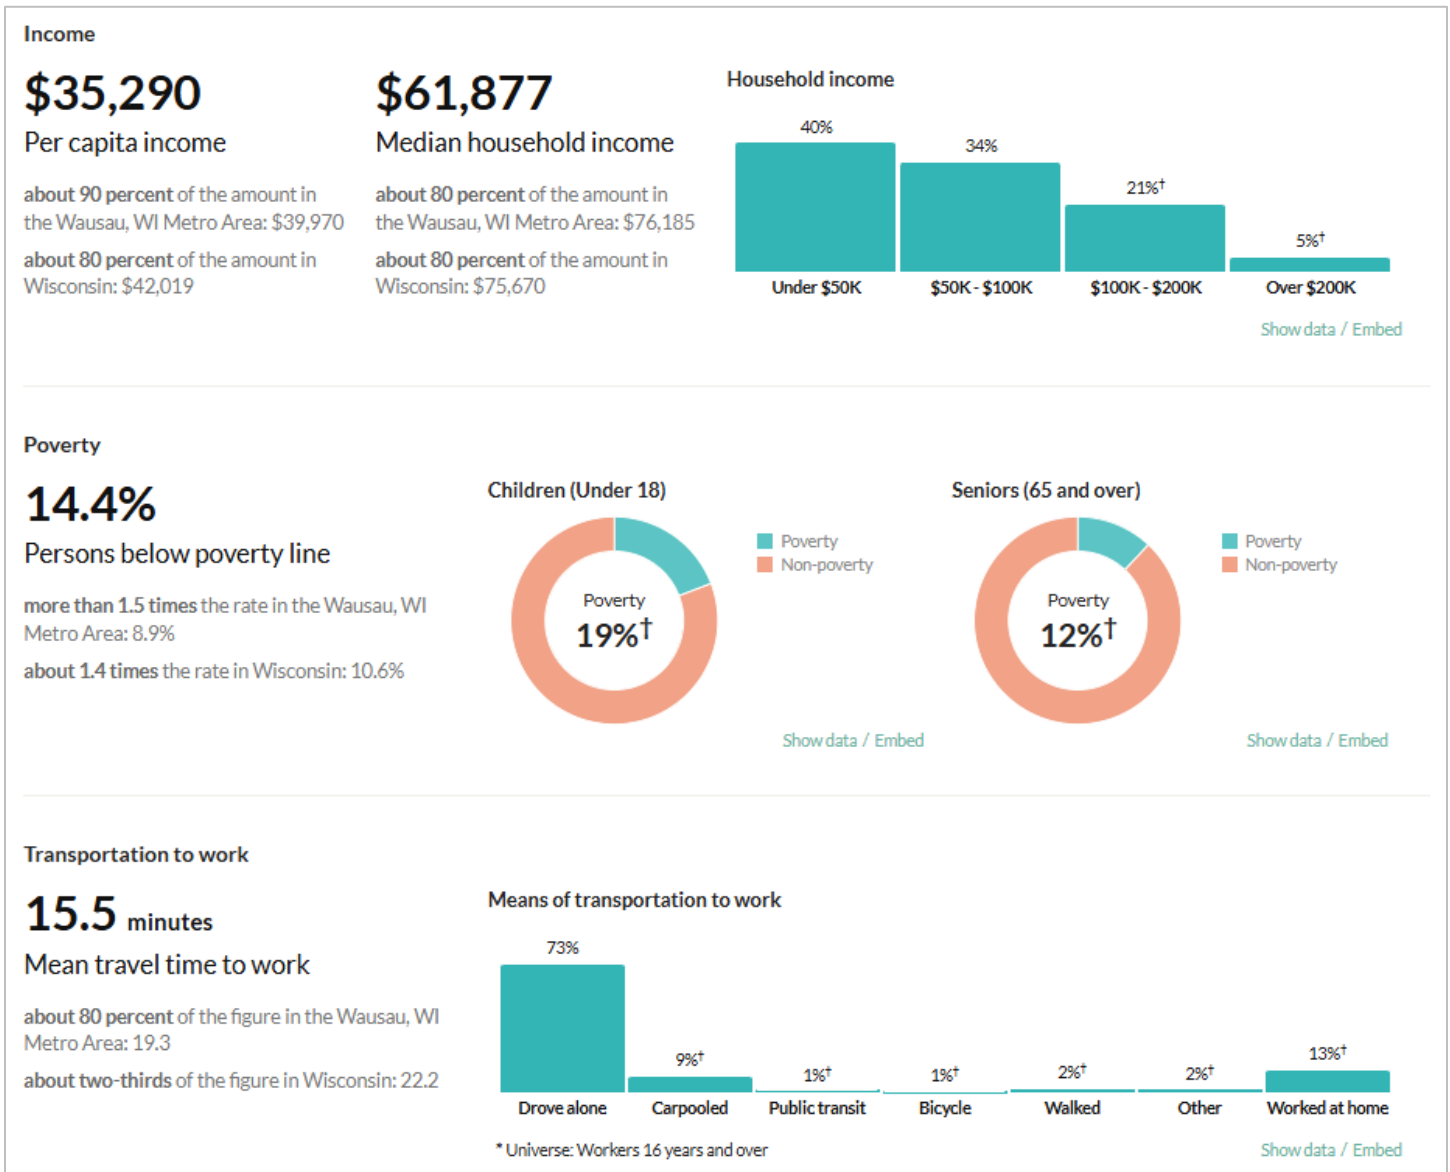 Income
$35,290
Per capita income
about 90 percent of the amount in
the Wausau, WI Metro Area: $39,970
about 80 percent of the amount in
Wisconsin: $42,019
$61,877
Median household income
about 80 percent of the amount in
the Wausau, WI Metro Area: $76,185
about 80 percent of the amount in
Wisconsin: $75,670
Household income
40%
34%
21%†
5%†
Under $50K
$50K - $100K
$100K - $200K
Over $200K
Show data / Embed
Poverty
14.4%
Persons below poverty line
more than 1.5 times the rate in the Wausau, WI
Metro Area: 8.9%
about 1.4 times the rate in Wisconsin: 10.6%
Children (Under 18)
Poverty
Non-poverty
Poverty
19%†
Show data / Embed
Seniors (65 and over)
Poverty
Non-poverty
Poverty
12%†
Show data / Embed
Transportation to work
15.5 minutes
Mean travel time to work
about 80 percent of the figure in the Wausau, WI
Metro Area: 19.3
about two-thirds of the figure in Wisconsin: 22.2
Means of transportation to work
73%
9%†
1%†
1%†
2%†
2%†
13%†
Drove alone
Carpooled
Public transit
Bicycle
Walked
Other
Worked at home
* Universe: Workers 16 years and over
Show data / Embed